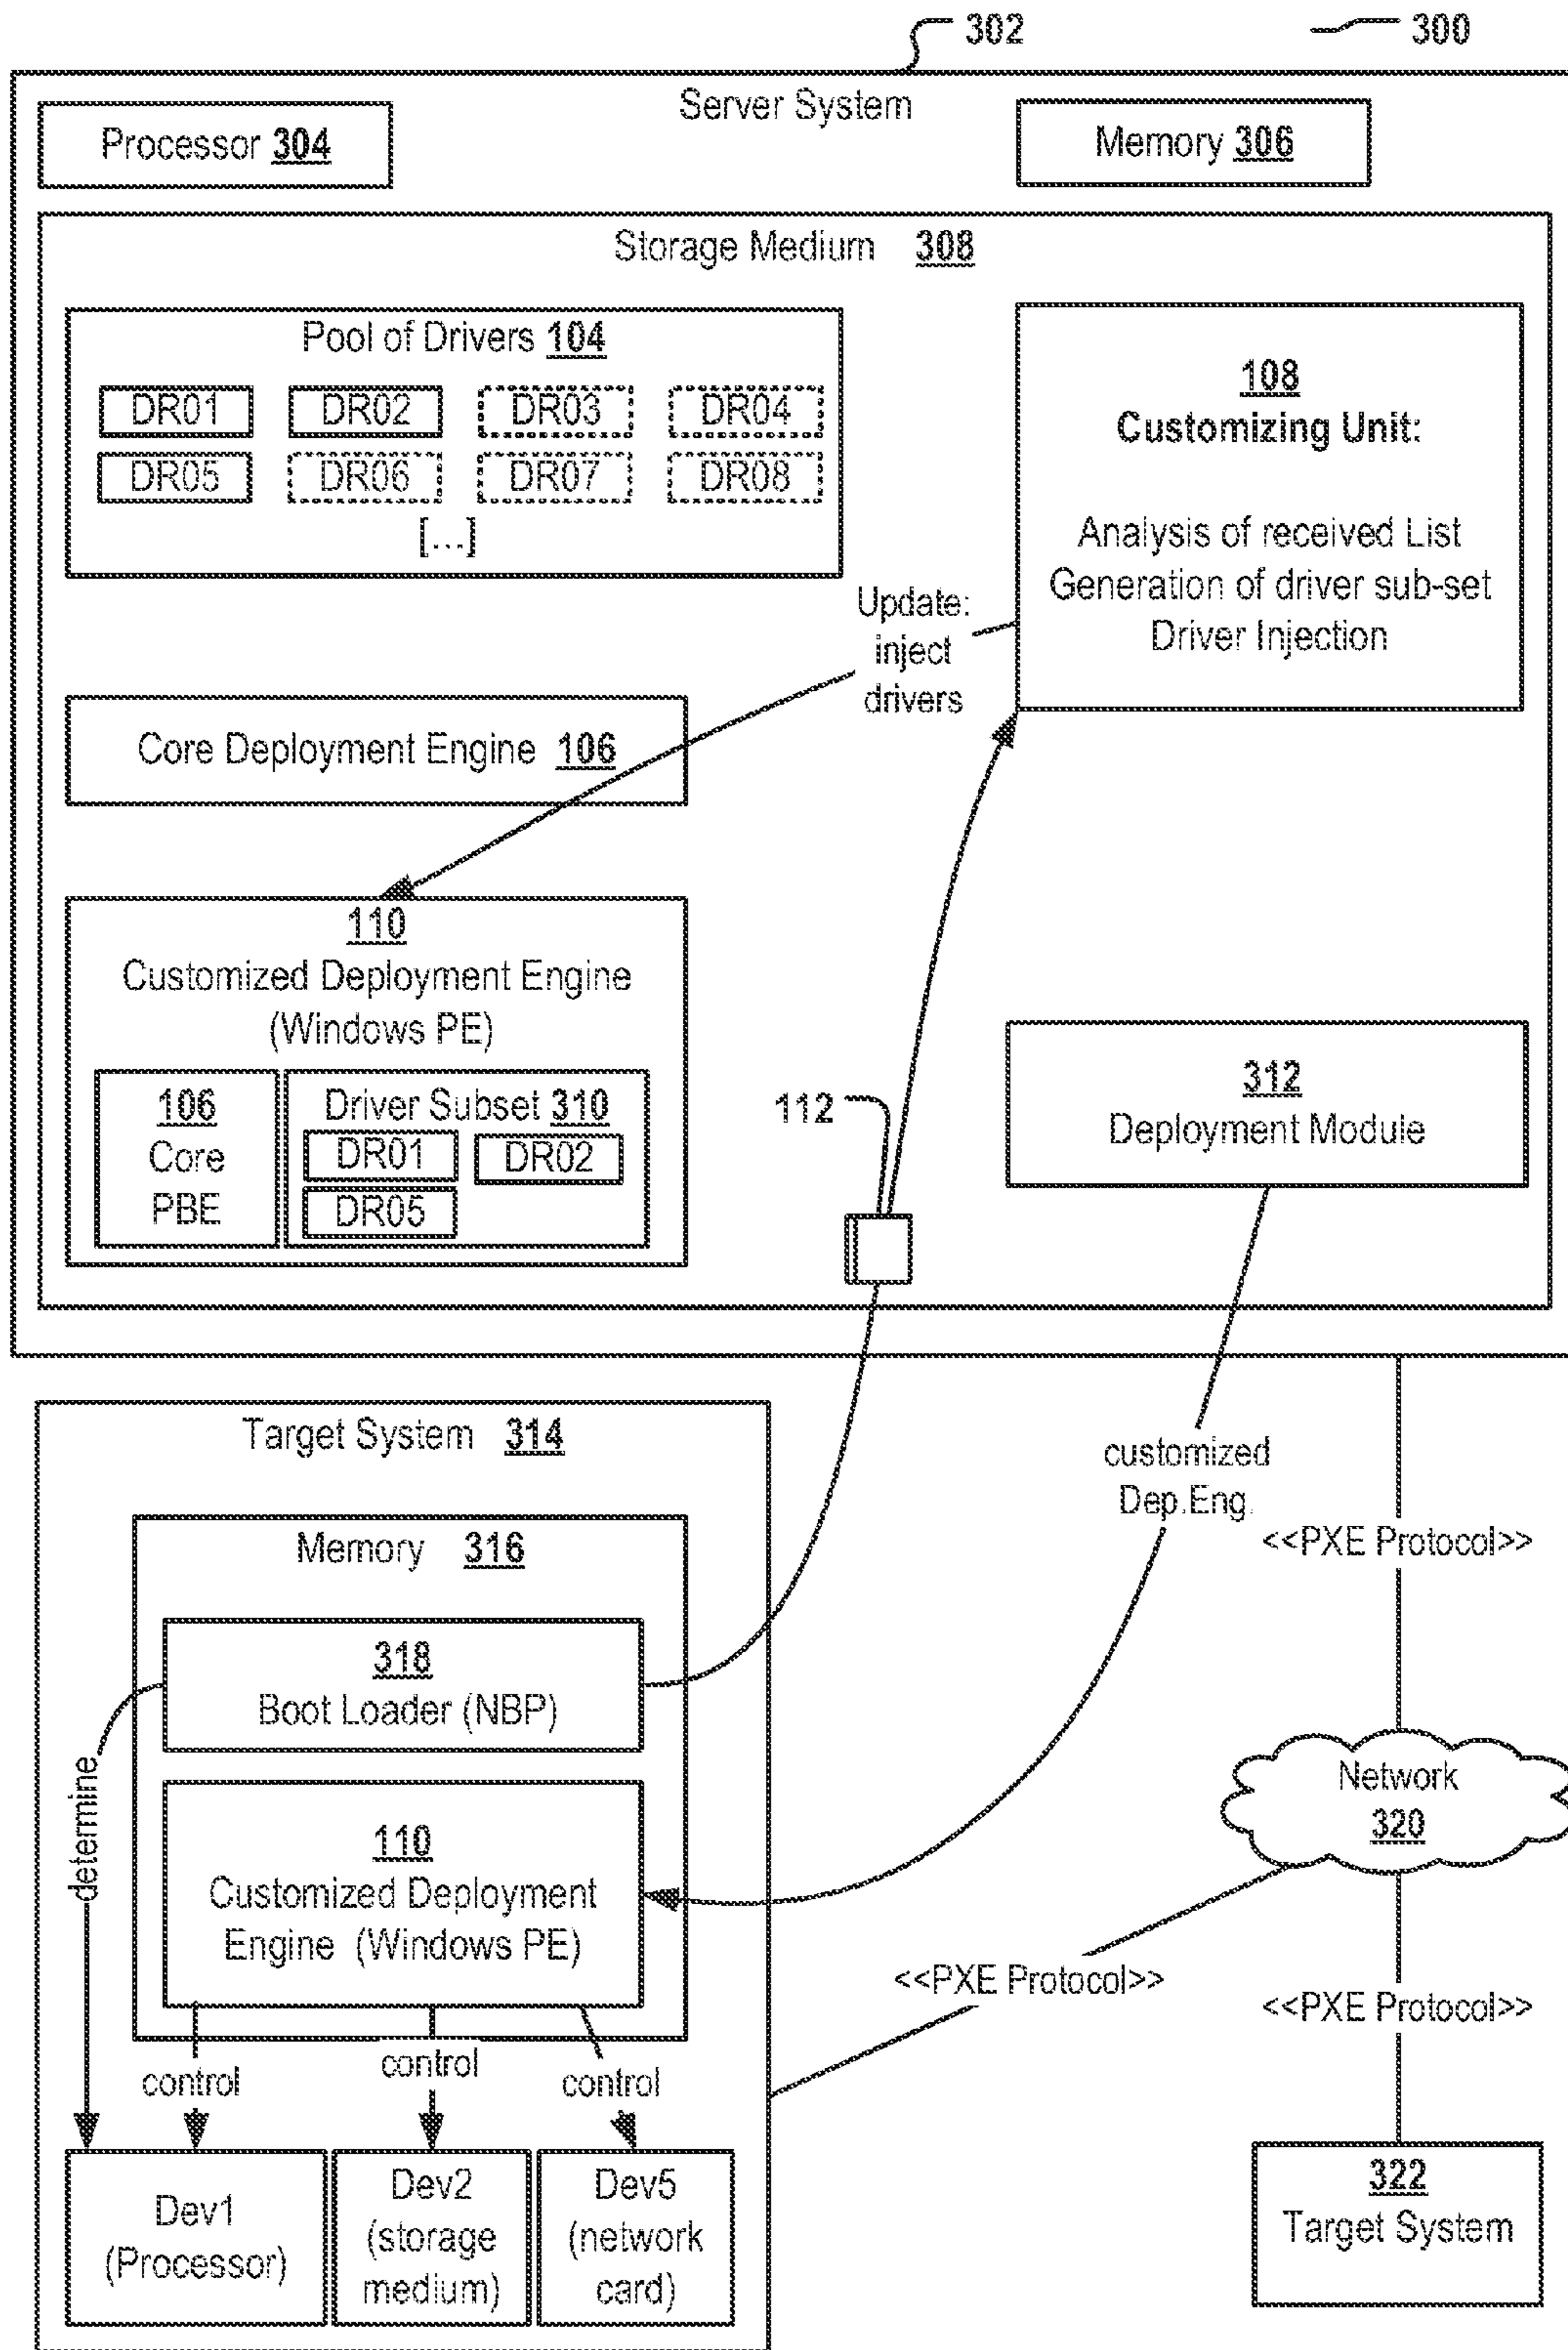 302
300
Server System
Processor 304
Memory 306
Storage Medium 308
Pool of Drivers 104
DR01 DR02 DR03 DR04
DR05 DR06 DR07 DR08
[...]
108
Customizing Unit:
Analysis of received List
Generation of driver sub-set
Driver Injection
Update:
inject
drivers
Core Deployment Engine 106
110
Customized Deployment Engine
(Windows PE)
106
Core
PBE
Driver Subset 310
DR01 DR02
DR05
112
312
Deployment Module
Target System 314
Memory 316
318
Boot Loader (NBP)
determine
110
Customized Deployment
Engine (Windows PE)
control
control
control
Dev1
(Processor)
Dev2
(storage
medium)
Dev5
(network
card)
customized
Dep.Eng.
<<PXE Protocol>>
Network
320
<<PXE Protocol>>
<<PXE Protocol>>
322
Target System